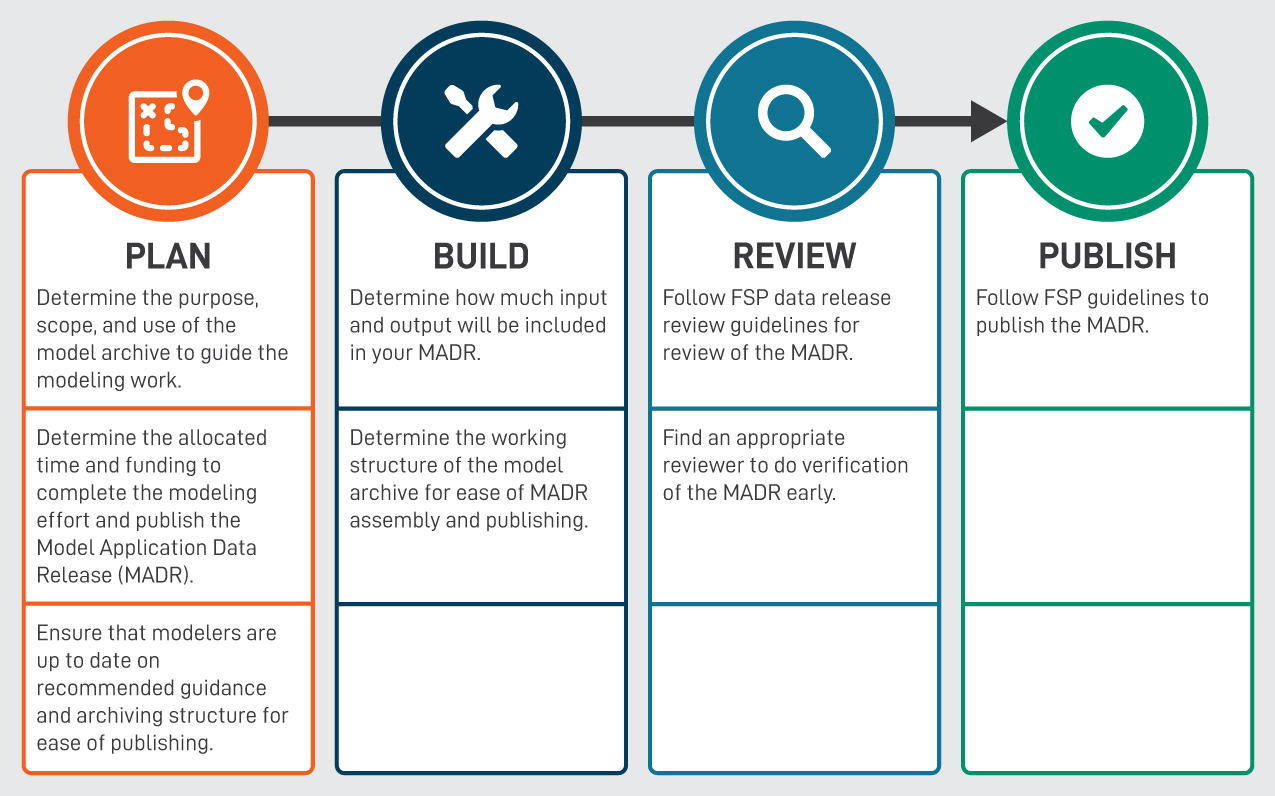 PLAN
Determine the purpose,
scope, and use of the
model archive to guide the
modeling work.
Determine the allocated
time and funding to
complete the modeling
effort and publish the
Model Application Data
Release (MADR).
Ensure that modelers are
up to date on
recommended guidance
and archiving structure for
ease of publishing.
BUILD
Determine how much input
and output will be included
in your MADR.
Determine the working
structure of the model
archive for ease of MADR
assembly and publishing.
REVIEW
Follow FSP data release
review guidelines for
review of the MADR.
Find an appropriate
reviewer to do verification
of the MADR early.
PUBLISH
Follow FSP guidelines to
publish the MADR.